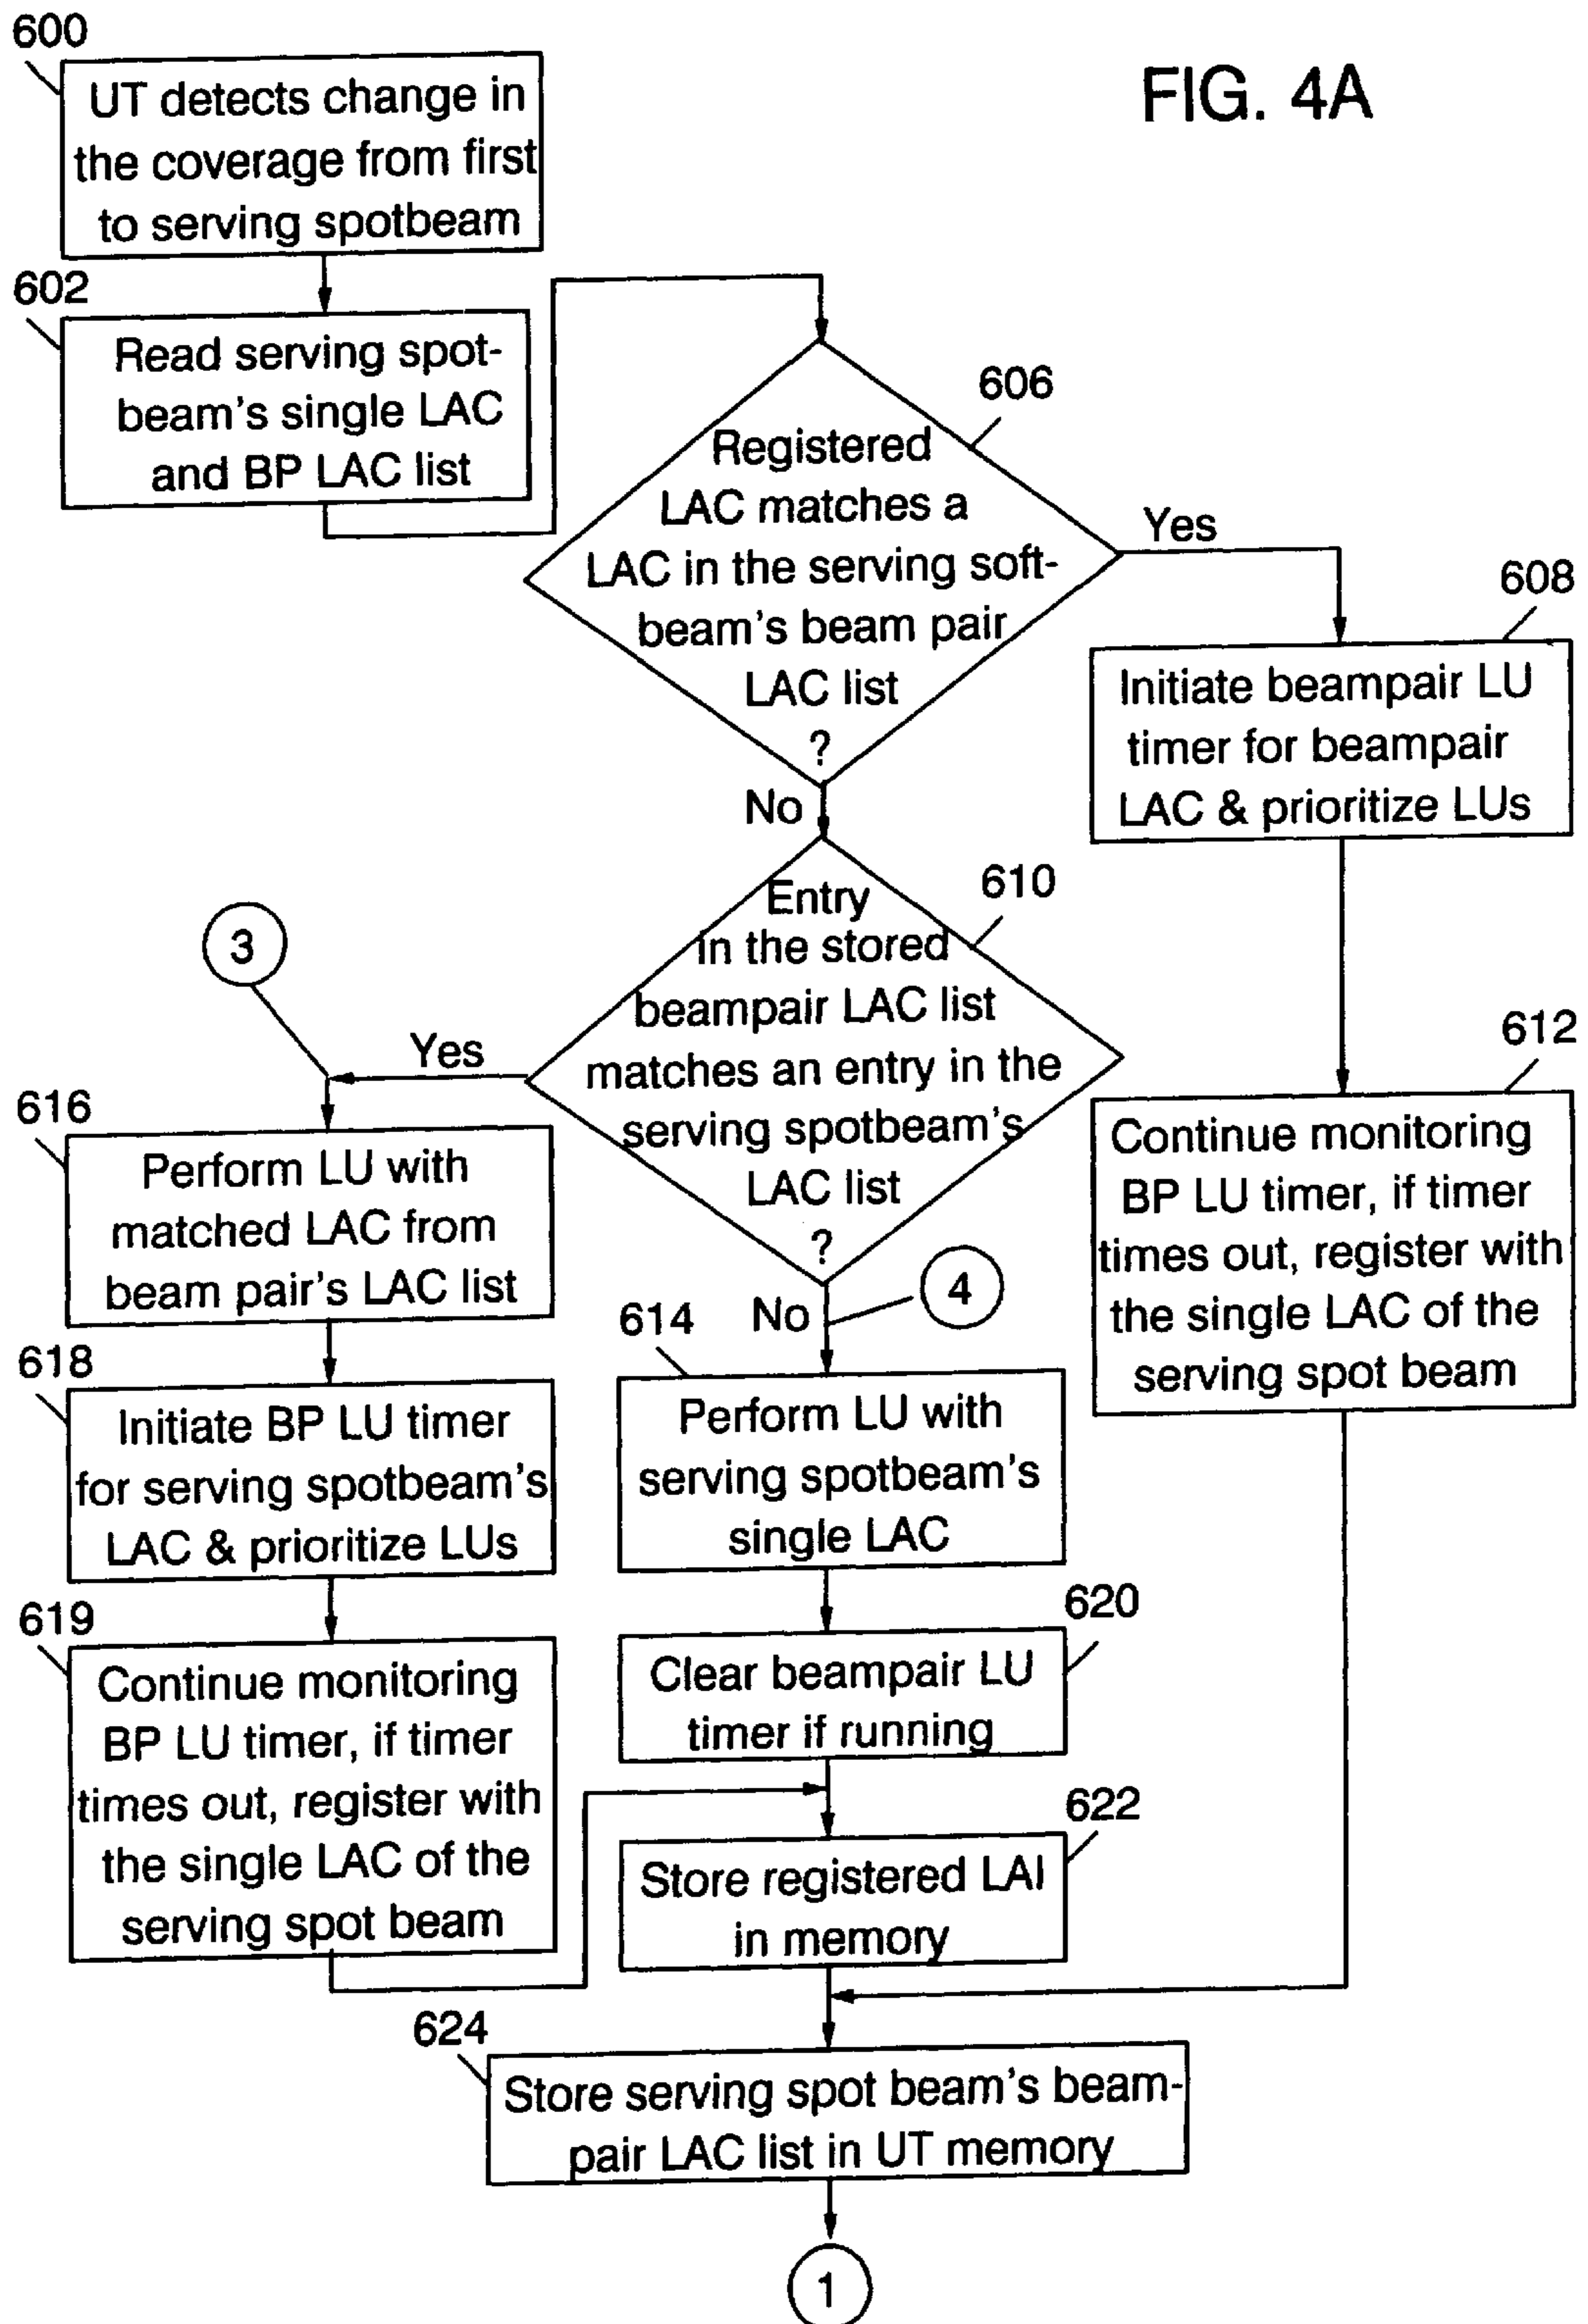 FIG. 4A
600
UT detects change in
the coverage from first
to serving spotbeam
602
Read serving spot-
beam's single LAC
and BP LAC list
606
Registered
LAC matches a
LAC in the serving soft-
beam's beam pair
LAC list
?
Yes
No
608
Initiate beampair LU
timer for beampair
LAC & prioritize LUs
610
Entry
in the stored
beampair LAC list
matches an entry in the
serving spotbeam's
LAC list
?
Yes
No
3
4
612
Continue monitoring
BP LU timer, if timer
times out, register with
the single LAC of the
serving spot beam
616
Perform LU with
matched LAC from
beam pair's LAC list
614
Perform LU with
serving spotbeam's
single LAC
618
Initiate BP LU timer
for serving spotbeam's
LAC & prioritize LUs
620
Clear beampair LU
timer if running
619
Continue monitoring
BP LU timer, if timer
times out, register with
the single LAC of the
serving spot beam
622
Store registered LAI
in memory
624
Store serving spot beam's beam-
pair LAC list in UT memory
1